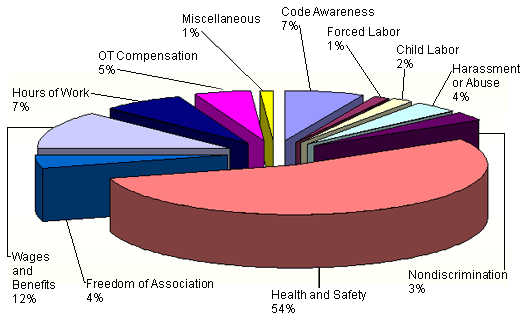 Miscellaneous
1%
Code Awareness
7%
Forced Labor
1%
Child Labor
2%
Harassment
or Abuse
4%
OT Compensation
5%
Hours of Work
7%
Wages
and
Benefits
12%
Freedom of Association
4%
Health and Safety
54%
Nondiscrimination
3%